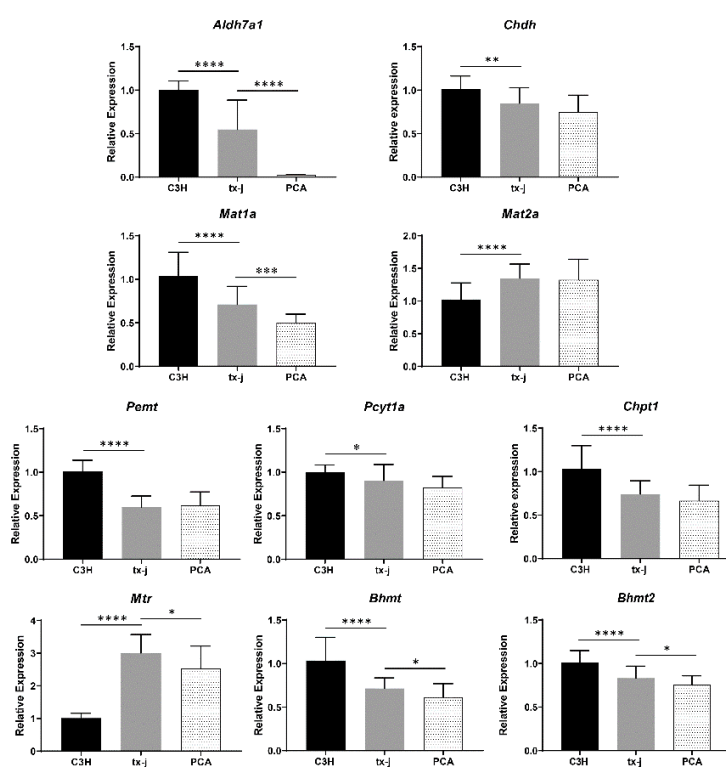 Aldh7a1
Relative Expression
1.5
1.0
0.5
0.0
****
****
C3H tx-j PCA
Chdh
Relative expression
1.5
1.0
0.5
0.0
**
C3H tx-j PCA
Mat1a
Relative Expression
1.5
1.0
0.5
0.0
****
***
C3H tx-j PCA
Mat2a
Relative Expression
2.0
1.5
1.0
0.5
0.0
****
C3H tx-j PCA
Pemt
Relative Expression
1.5
1.0
0.5
0.0
****
C3H tx-j PCA
Pcyt1a
Relative Expression
1.5
1.0
0.5
0.0
*
C3H tx-j PCA
Chpt1
Relative expression
1.5
1.0
0.5
0.0
****
C3H tx-j PCA
Mtr
Relative Expression
4
3
2
1
0
****
*
C3H tx-j PCA
Bhmt
Relative Expression
1.5
1.0
0.5
0.0
****
*
C3H tx-j PCA
Bhmt2
Relative Expression
1.5
1.0
0.5
0.0
****
*
C3H tx-j PCA